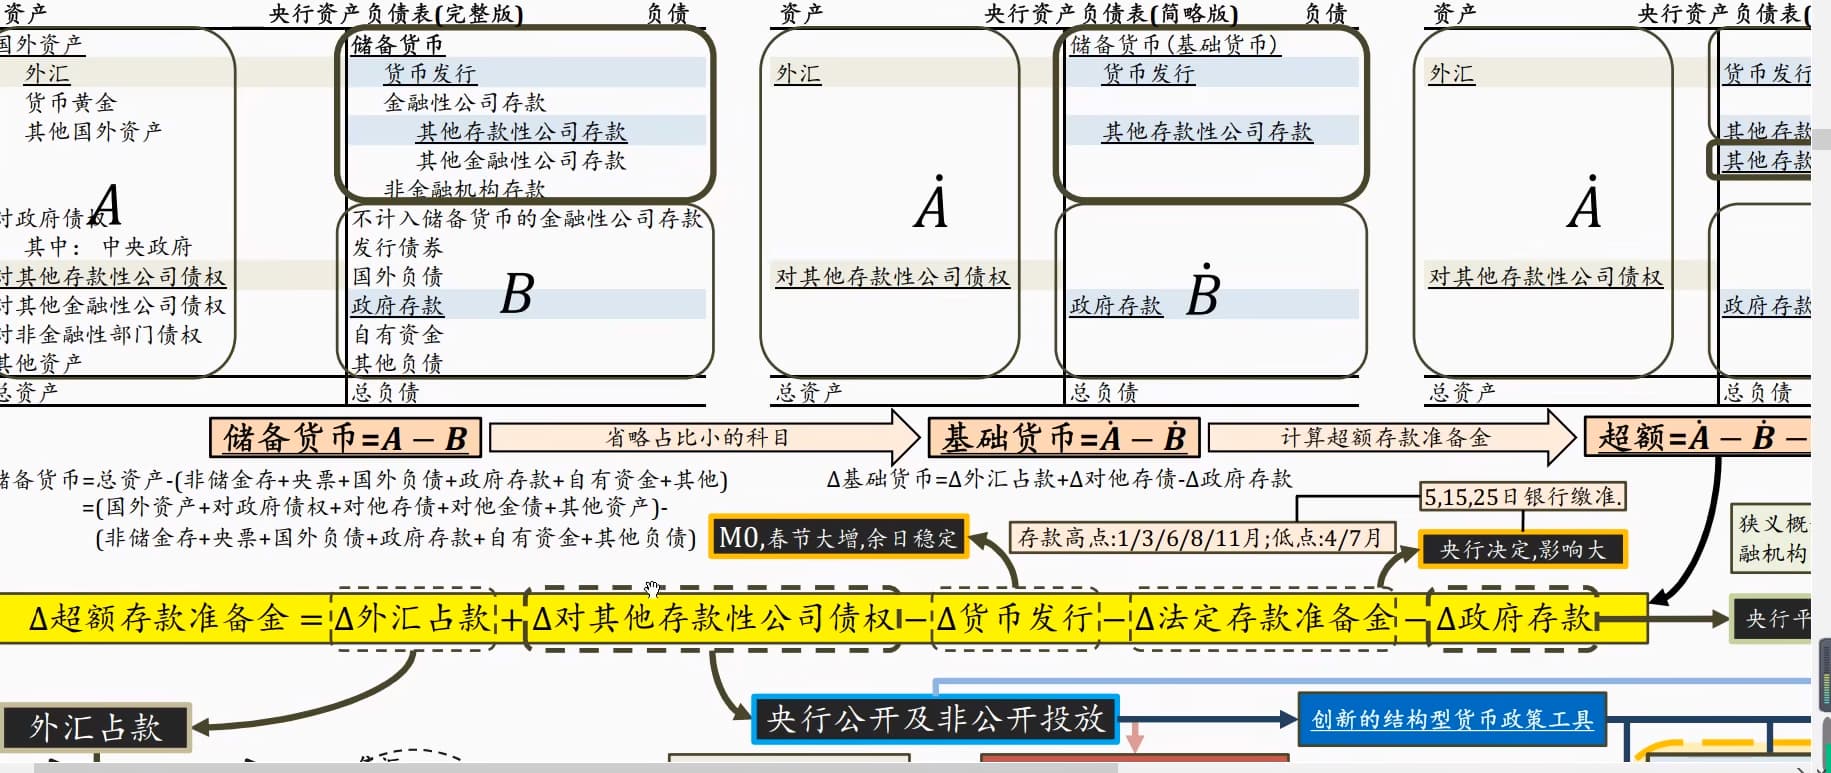 资产 央行资产负债表(完整版) 负债
国外资产
外汇
货币黄金
其他国外资产
A
对政府债权
其中： 中央政府
对其他存款性公司债权
对其他金融性公司债权
对非金融性部门债权
其他资产
总资产
储备货币
货币发行
金融性公司存款
其他存款性公司存款
其他金融性公司存款
非金融机构存款
不计入储备货币的金融性公司存款
发行债券
国外负债
B
政府存款
自有资金
其他负债
总负债
资产 央行资产负债表(简略版) 负债
外汇
Ȧ
对其他存款性公司债权
总资产
储备货币(基础货币)
货币发行
其他存款性公司存款
政府存款
Ḃ
总负债
资产 央行资产负债表(
外汇
Ȧ
对其他存款性公司债权
总资产
货币发行
其他存款
其他存款
政府存款
总负债
储备货币=A－B
省略占比小的科目
基础货币=Ȧ－Ḃ
计算超额存款准备金
超额=Ȧ－Ḃ－
储备货币=总资产-(非储金存+央票+国外负债+政府存款+自有资金+其他)
=(国外资产+对政府债权+对他存债+对他金债+其他资产)-
(非储金存+央票+国外负债+政府存款+自有资金+其他负债)
Δ基础货币=Δ外汇占款+Δ对他存债-Δ政府存款
5,15,25日银行缴准.
M0,春节大增,余日稳定
存款高点:1/3/6/8/11月;低点:4/7月
央行决定,影响大
狭义概
融机构
Δ超额存款准备金=Δ外汇占款+Δ对其他存款性公司债权－Δ货币发行－Δ法定存款准备金－Δ政府存款
央行平
外汇占款
央行公开及非公开投放
创新的结构型货币政策工具